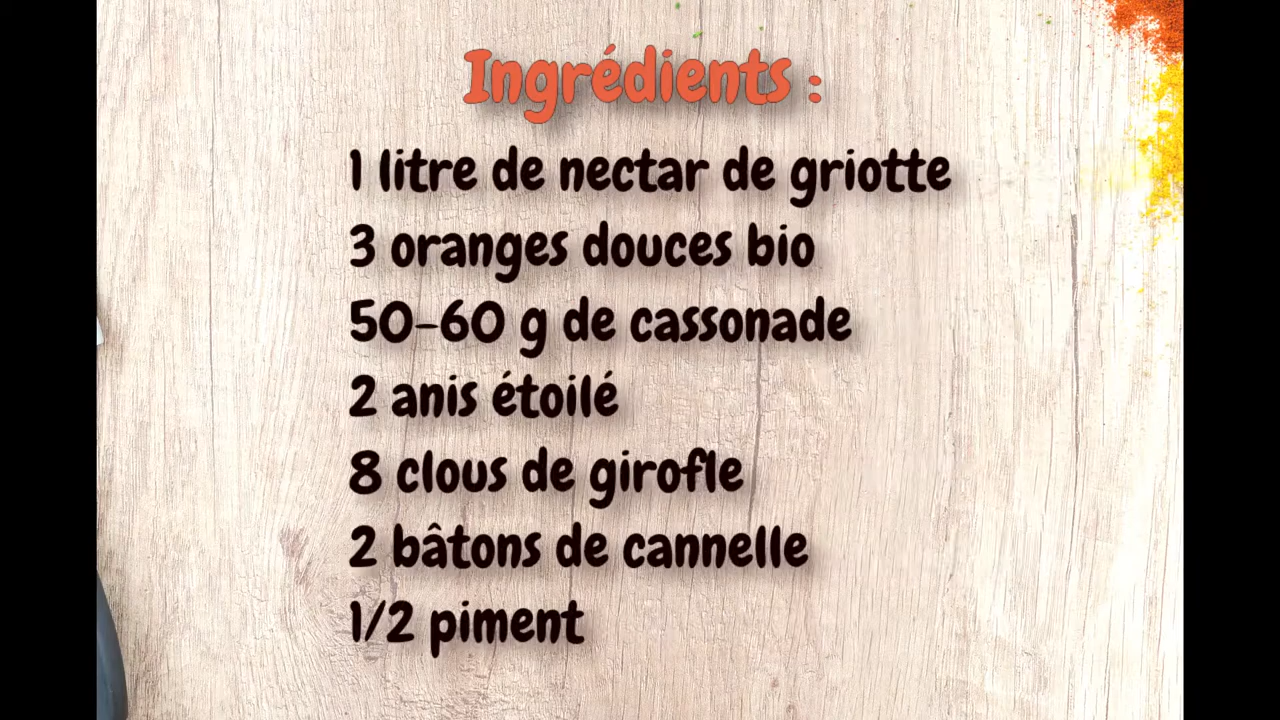 Ingrédients :
1 litre de nectar de griotte
3 oranges douces bio
50-60 g de cassonade
2 anis étoilé
8 clous de girofle
2 bâtons de cannelle
1/2 piment